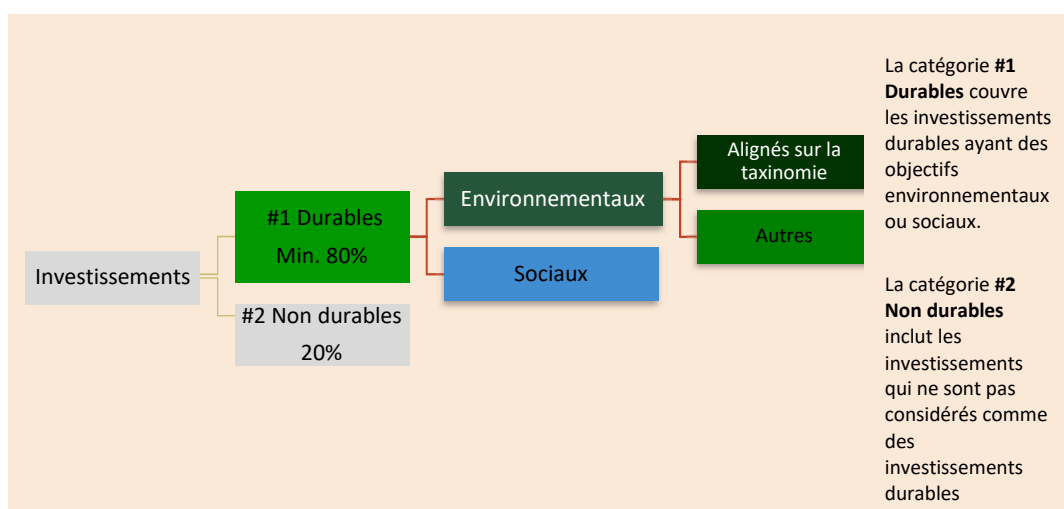 Investissements
#1 Durables
Min. 80%
#2 Non durables
20%
Environnementaux
Sociaux
Alignés sur la
taxinomie
Autres
La catégorie #1
Durables couvre
les investissements
durables ayant des
objectifs
environnementaux
ou sociaux.
La catégorie #2
Non durables
inclut les
investissements
qui ne sont pas
considérés comme
des
investissements
durables